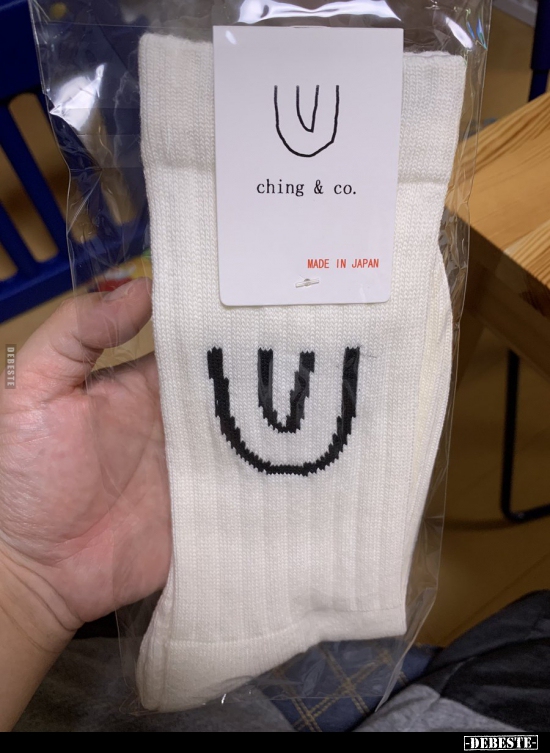 ching & co.
MADE IN JAPAN
DEBESTE
-DEBESTE-